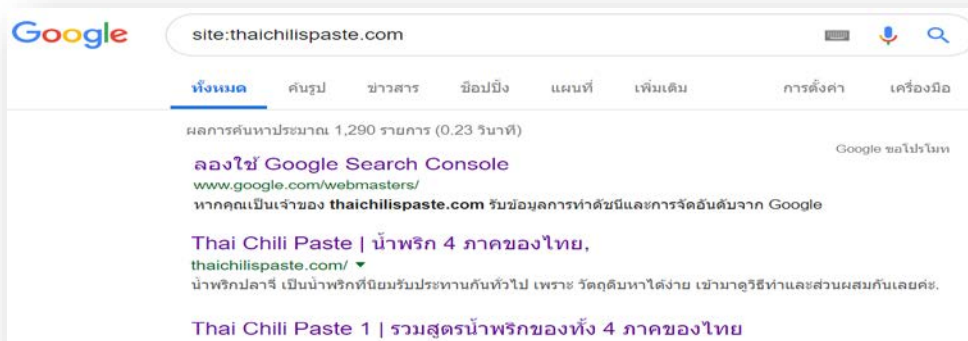 Google
site:thaichilispaste.com
ทั้งหมด ค้นรูป ข่าวสาร ช็อปปิ้ง แผนที่ เพิ่มเติม การตั้งค่า เครื่องมือ
ผลการค้นหาประมาณ 1,290 รายการ (0.23 วินาที)
Google ขอโปรโมท
ลองใช้ Google Search Console
www.google.com/webmasters/
หากคุณเป็นเจ้าของ thaichilispaste.com รับข้อมูลการทำดัชนีและการจัดอันดับจาก Google
Thai Chili Paste | น้ำพริก 4 ภาคของไทย,
thaichilispaste.com/
น้ำพริกปลาจี่ เป็นน้ำพริกที่นิยมรับประทานกันทั่วไป เพราะ วัตถุดิบหาได้ง่าย เข้ามาดูวิธีทำและส่วนผสมกันเลยค่ะ.
Thai Chili Paste 1 | รวมสูตรน้ำพริกของทั้ง 4 ภาคของไทย